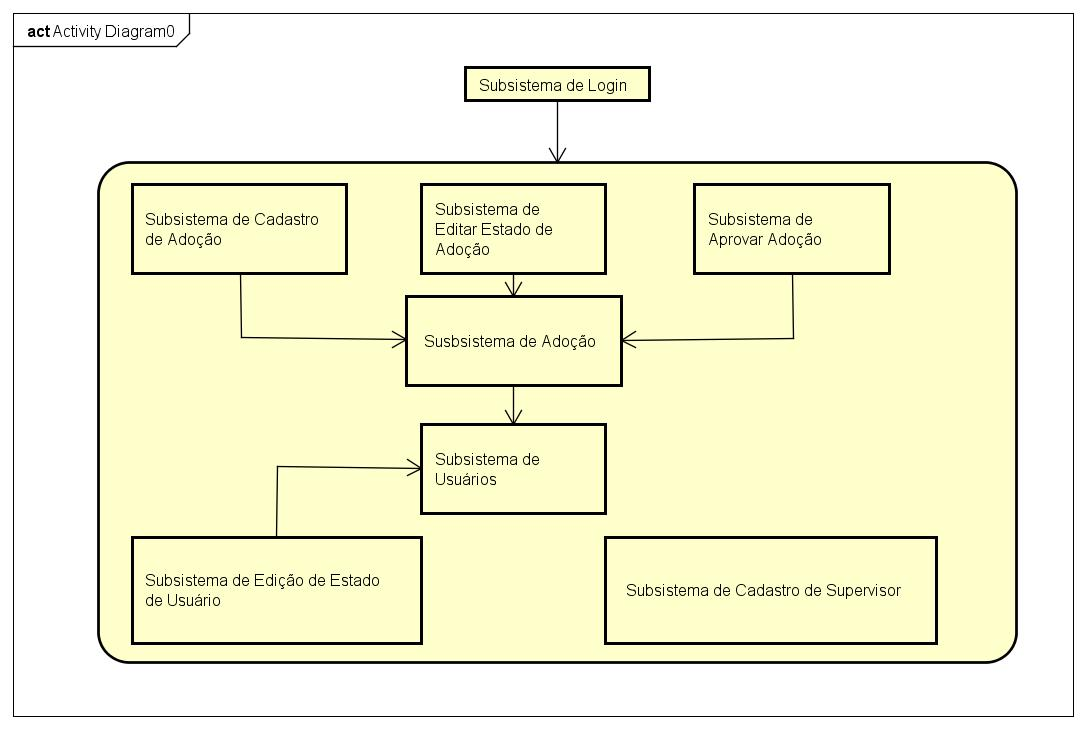 act Activity Diagram0
Subsistema de Login
Subsistema de Cadastro
de Adoção
Subsistema de
Editar Estado de
Adoção
Subsistema de
Aprovar Adoção
Susbsistema de Adoção
Subsistema de
Usuários
Subsistema de Edição de Estado
de Usuário
Subsistema de Cadastro de Supervisor